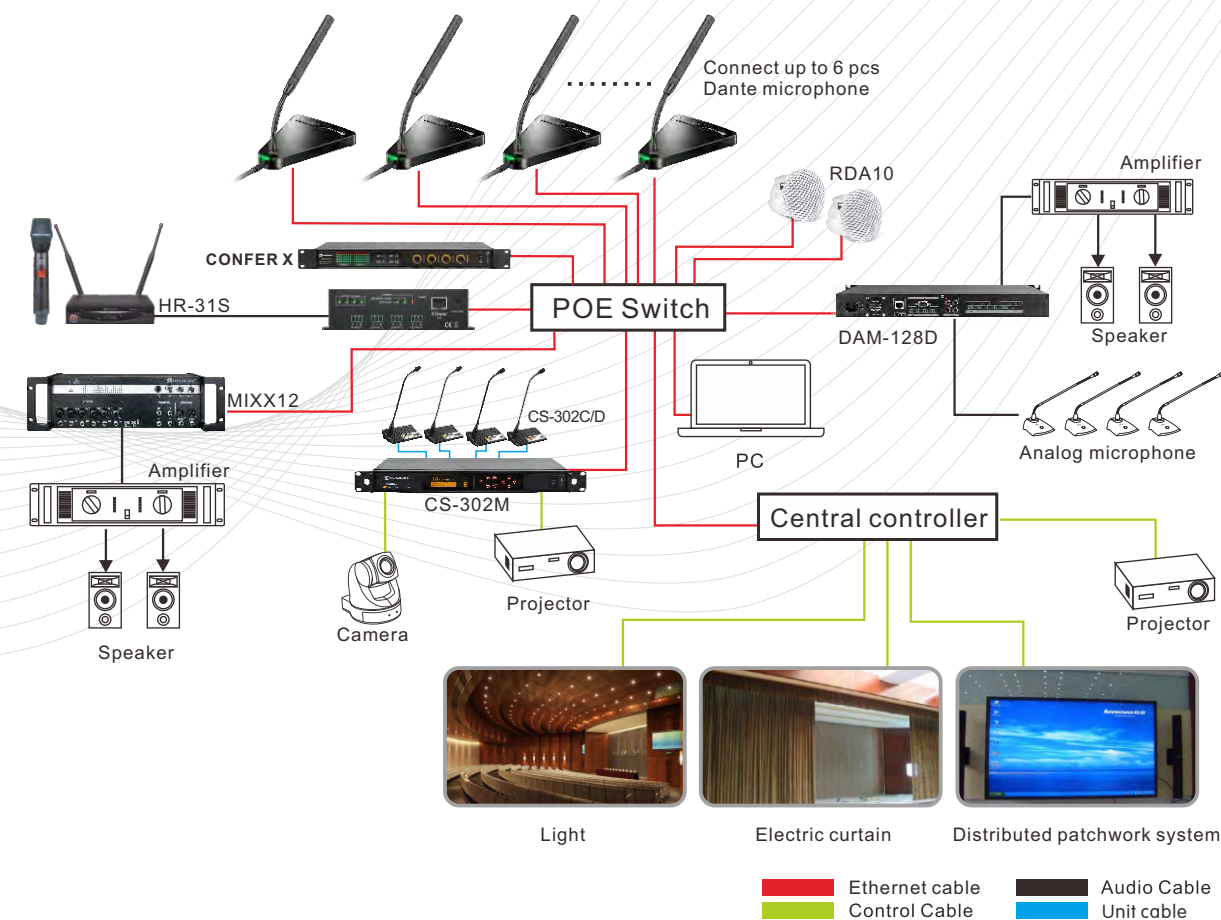 Connect up to 6 pcs
Dante microphone
RDA10
Amplifier
CONFER X
HR-31S
POE Switch
DAM-128D
Speaker
MIXX12
CS-302C/D
Analog microphone
PC
Amplifier
CS-302M
Central controller
Projector
Camera
Projector
Speaker
Light
Electric curtain
Distributed patchwork system
Ethernet cable
Audio Cable
Control Cable
Unit cable